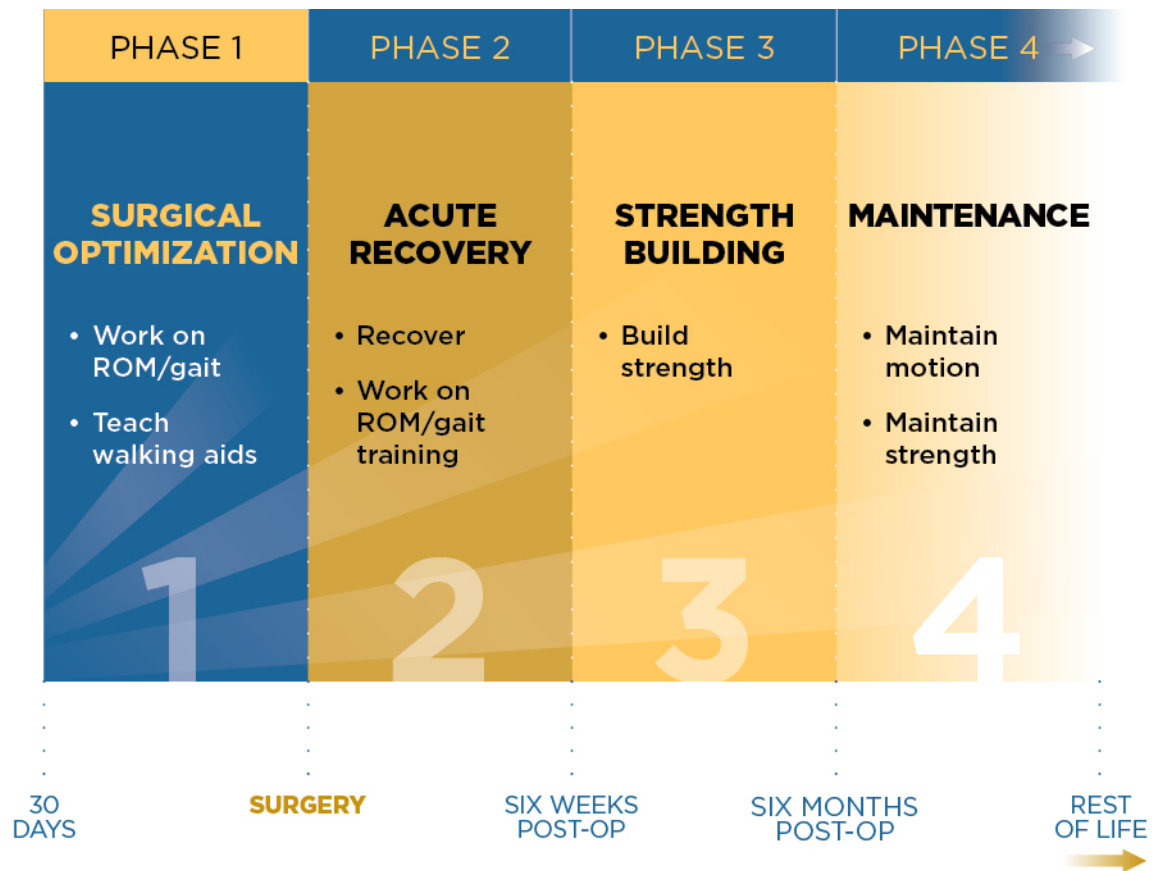 PHASE 1
PHASE 2
PHASE 3
PHASE 4
SURGICAL
OPTIMIZATION
• Work on
ROM/gait
• Teach
walking aids
1
ACUTE
RECOVERY
• Recover
• Work on
ROM/gait
training
2
STRENGTH
BUILDING
• Build
strength
3
MAINTENANCE
• Maintain
motion
• Maintain
strength
4
30
DAYS
SURGERY
SIX WEEKS
POST-OP
SIX MONTHS
POST-OP
REST
OF LIFE